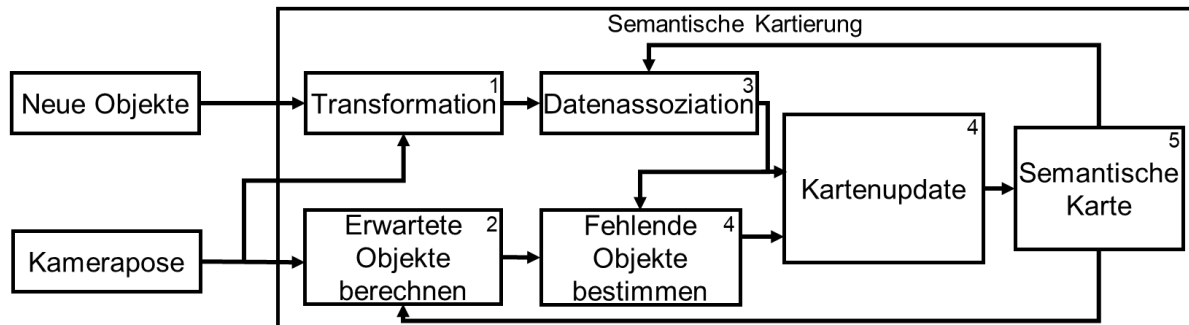 Semantische Kartierung
Neue Objekte
Transformation
1
Datenassoziation
3
Kartenupdate
4
Semantische
Karte
5
Kamerapose
Erwartete
Objekte
berechnen
2
Fehlende
Objekte
bestimmen
4